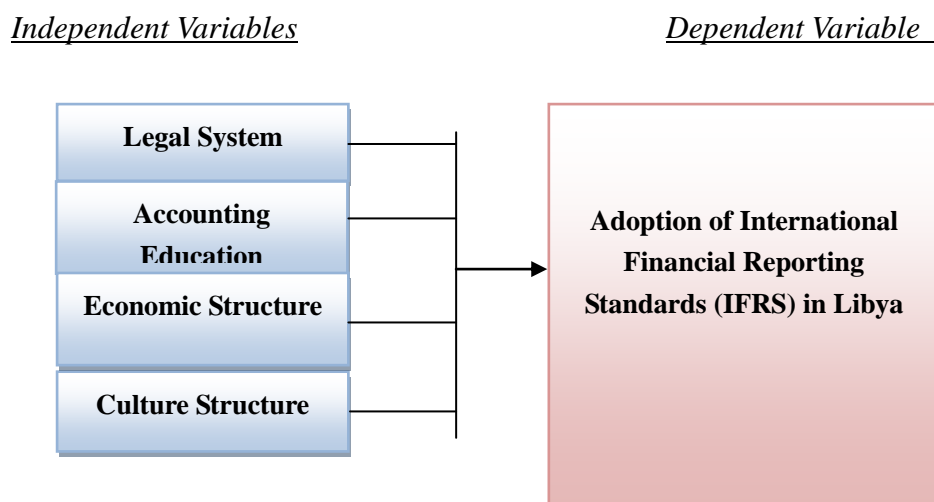 Independent Variables
Dependent Variable
Legal System
Accounting
Education
Economic Structure
Culture Structure
Adoption of International
Financial Reporting
Standards (IFRS) in Libya